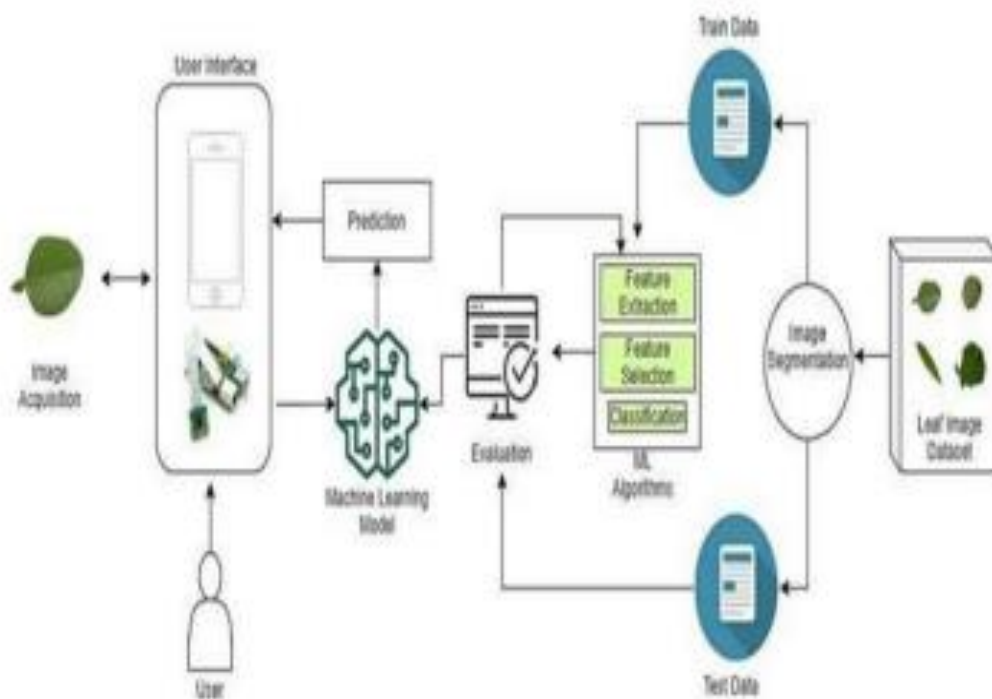 Train Data
User Interface
Prediction
Feature
Extraction
Feature
Selection
Classification
Image
Segmentation
Image
Acquisition
Leaf Image
Dataset
Evaluation
ML
Algorithms
Machine Learning
Model
User
Test Data